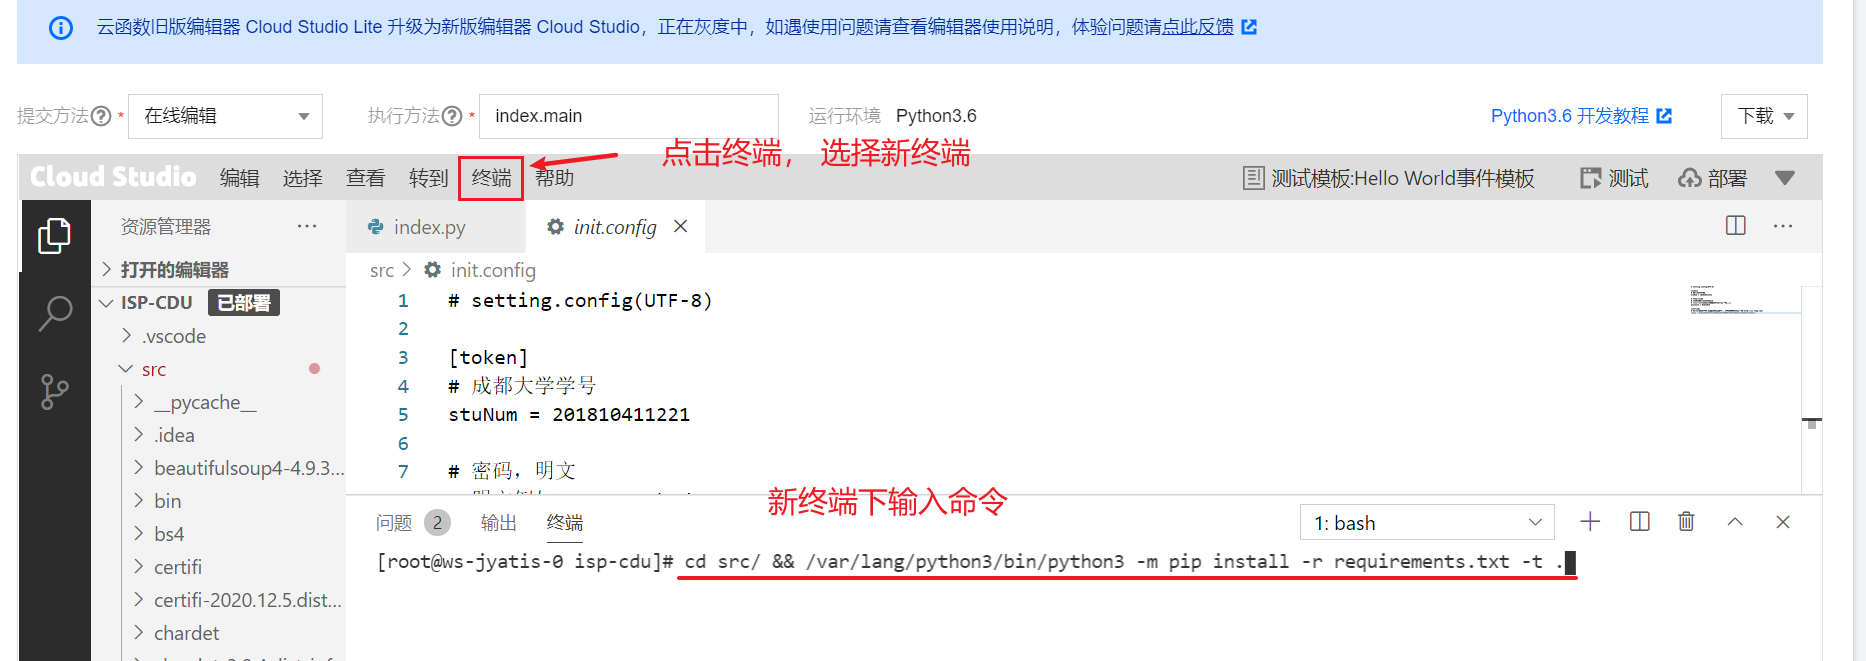 云函数旧版编辑器 Cloud Studio Lite 升级为新版编辑器 Cloud Studio，正在灰度中，如遇使用问题请查看编辑器使用说明，体验问题请点此反馈
提交方法 ? * 在线编辑 执行方法 ? * index.main 运行环境 Python3.6 Python3.6 开发教程 下载
点击终端， 选择新终端
Cloud Studio 编辑 选择 查看 转到 终端 帮助 测试模板:Hello World事件模板 测试 部署
资源管理器 ··· index.py init.config ···
打开的编辑器
src > init.config
ISP-CDU 已部署
.vscode
src
__pycache__
.idea
beautifulsoup4-4.9.3...
bin
bs4
certifi
certifi-2020.12.5.dist...
chardet
1 # setting.config(UTF-8)
2
3 [token]
4 # 成都大学学号
5 stuNum = 201810411221
6
7 # 密码，明文
新终端下输入命令
问题 2 输出 终端 1: bash
[root@ws-jyatis-0 isp-cdu]# cd src/ && /var/lang/python3/bin/python3 -m pip install -r requirements.txt -t .